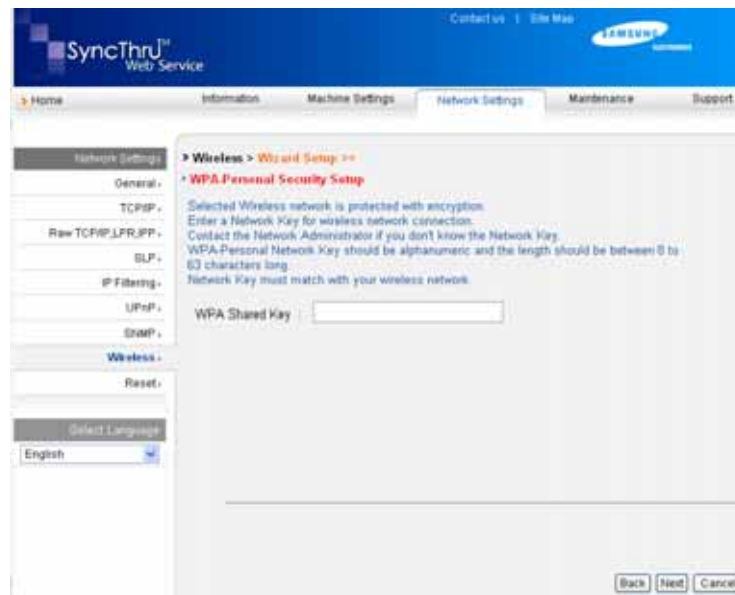 Contact us | Site Map
SAMSUNG
ELECTRONICS
SyncThru™
Web Service
Home
Information
Machine Settings
Network Settings
Maintenance
Support
Network Settings
General
TCP/IP
Raw TCP/IP,LPR,IPP
SLP
IP Filtering
UPnP
SNMP
Wireless
Reset
Select Language
English
Wireless > Wizard Setup >>
WPA-Personal Security Setup
Selected Wireless network is protected with encryption.
Enter a Network Key for wireless network connection.
Contact the Network Administrator if you don't know the Network Key.
WPA-Personal Network Key should be alphanumeric and the length should be between 8 to
63 characters long.
Network Key must match with your wireless network.
WPA Shared Key :
Back Next Cancel